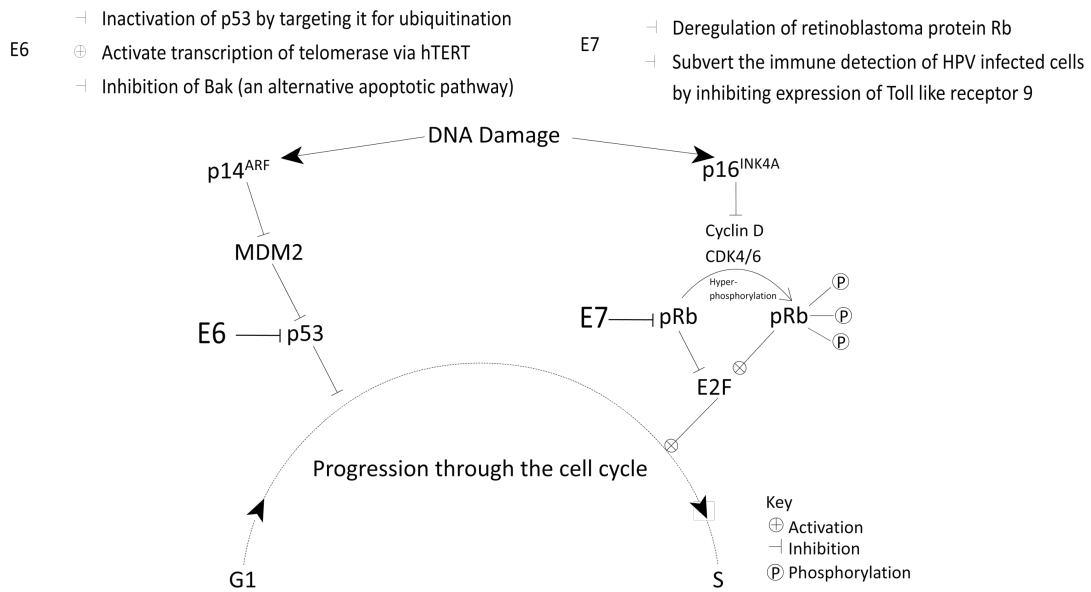 E6
Inactivation of p53 by targeting it for ubiquitination
Activate transcription of telomerase via hTERT
Inhibition of Bak (an alternative apoptotic pathway)
E7
Deregulation of retinoblastoma protein Rb
Subvert the immune detection of HPV infected cells
by inhibiting expression of Toll like receptor 9
DNA Damage
p14ARF
p16INK4A
MDM2
Cyclin D
CDK4/6
Hyper-
phosphorylation
E6
p53
E7
pRb
pRb
P
P
P
E2F
Progression through the cell cycle
G1
S
Key
Activation
Inhibition
P Phosphorylation